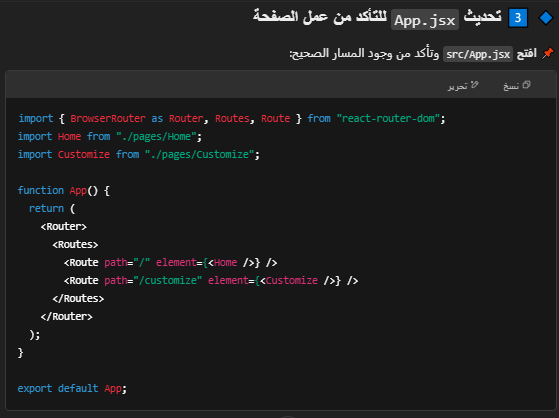 3 تحديث App.jsx للتأكد من عمل الصفحة
افتح src/App.jsx وتأكد من وجود المسار الصحيح:
نسخ تحرير
import { BrowserRouter as Router, Routes, Route } from "react-router-dom";
import Home from "./pages/Home";
import Customize from "./pages/Customize";
function App() {
  return (
    <Router>
      <Routes>
        <Route path="/" element={<Home />} />
        <Route path="/customize" element={<Customize />} />
      </Routes>
    </Router>
  );
}
export default App;